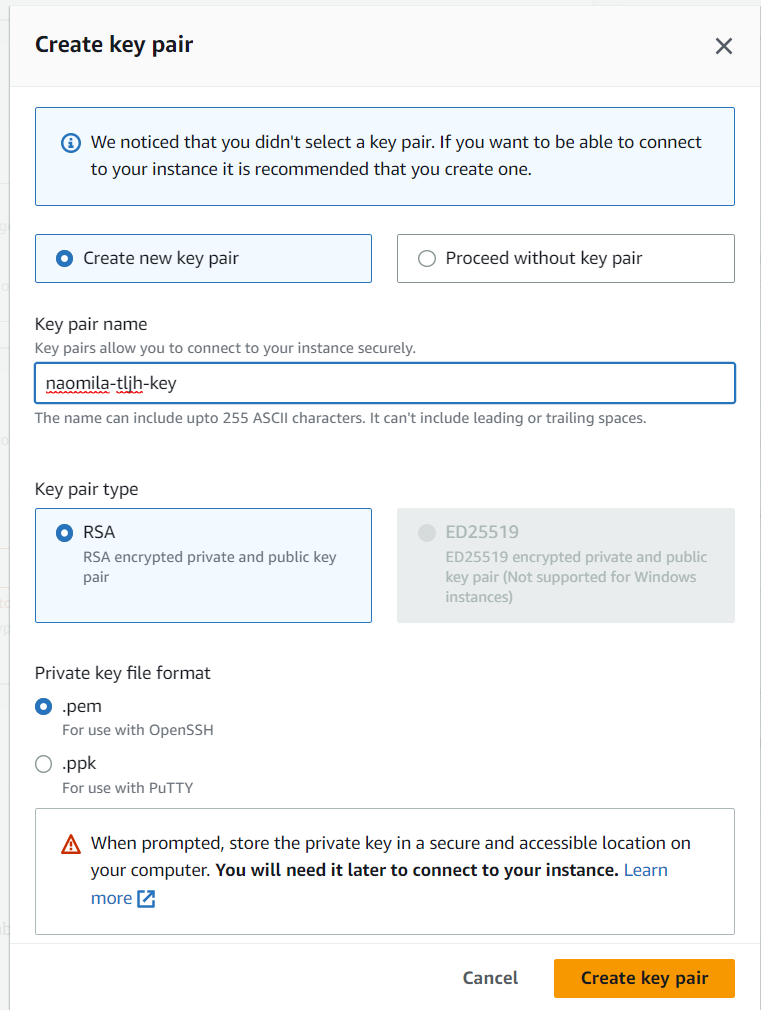 Create key pair
We noticed that you didn't select a key pair. If you want to be able to connect
to your instance it is recommended that you create one.
Create new key pair
Proceed without key pair
Key pair name
Key pairs allow you to connect to your instance securely.
naomila-tljh-key
The name can include upto 255 ASCII characters. It can't include leading or trailing spaces.
Key pair type
RSA
RSA encrypted private and public key
pair
ED25519
ED25519 encrypted private and public
key pair (Not supported for Windows
instances)
Private key file format
.pem
For use with OpenSSH
.ppk
For use with PuTTY
When prompted, store the private key in a secure and accessible location on
your computer. You will need it later to connect to your instance. Learn
more
Cancel
Create key pair